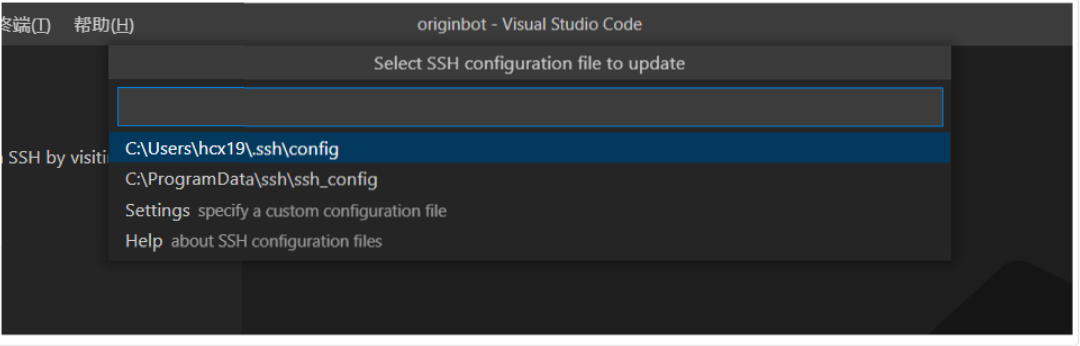 终端(T) 帮助(H) originbot - Visual Studio Code
Select SSH configuration file to update
SSH by visiti
C:\Users\hcx19\.ssh\config
C:\ProgramData\ssh\ssh_config
Settings specify a custom configuration file
Help about SSH configuration files